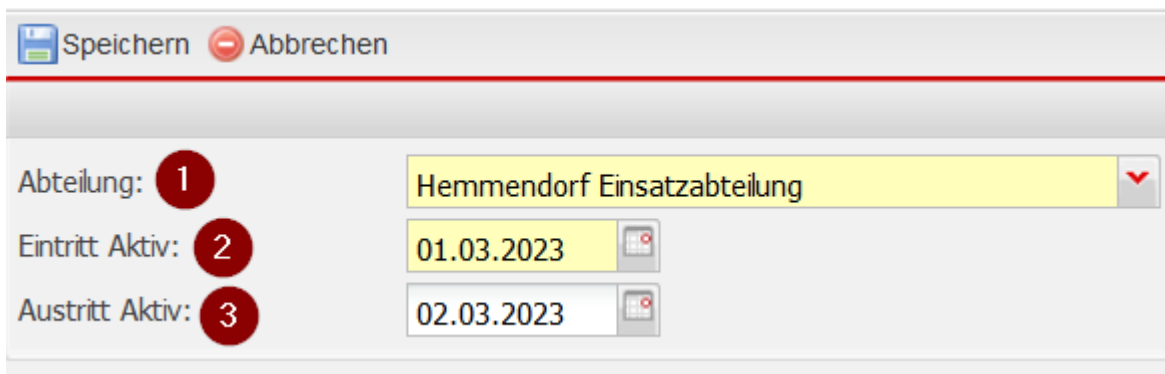 Speichern Abbrechen
Abteilung: 1 Hemmendorf Einsatzabteilung
Eintritt Aktiv: 2 01.03.2023
Austritt Aktiv: 3 02.03.2023